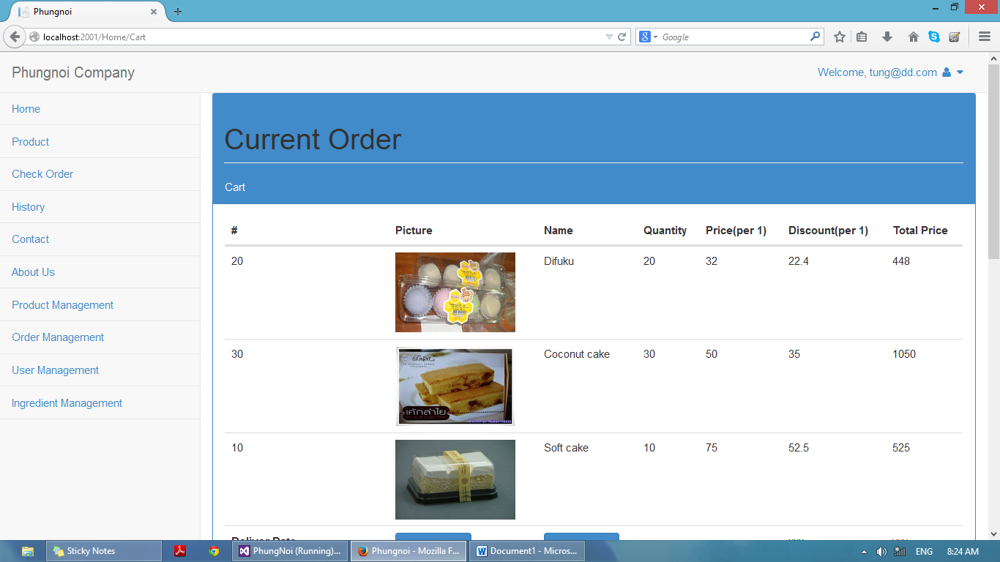 Phungnoi
localhost:2001/Home/Cart
Google
Phungnoi Company
Welcome, tung@dd.com
Home
Product
Check Order
History
Contact
About Us
Product Management
Order Management
User Management
Ingredient Management
Current Order
Cart
# Picture Name Quantity Price(per 1) Discount(per 1) Total Price
20 Difuku 20 32 22.4 448
30 Coconut cake 30 50 35 1050
เค้กลำไย
10 Soft cake 10 75 52.5 525
Sticky Notes
PhungNoi (Running)...
Phungnoi - Mozilla F...
Document1 - Micros...
ENG
8:24 AM